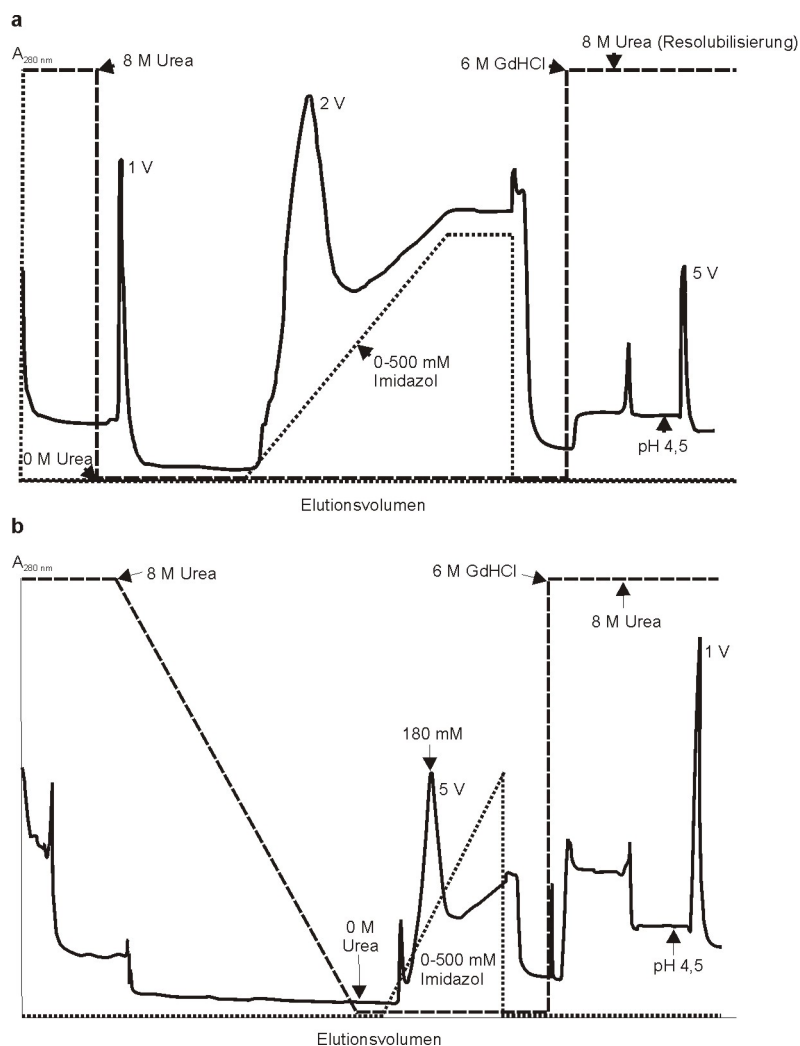 a
A280 nm
8 M Urea
6 M GdHCl
8 M Urea (Resolubilisierung)
1 V
2 V
5 V
0-500 mM
Imidazol
pH 4,5
0 M Urea
Elutionsvolumen
b
A280 nm
8 M Urea
6 M GdHCl
8 M Urea
1 V
180 mM
5 V
0 M
Urea
0-500 mM
Imidazol
pH 4,5
Elutionsvolumen